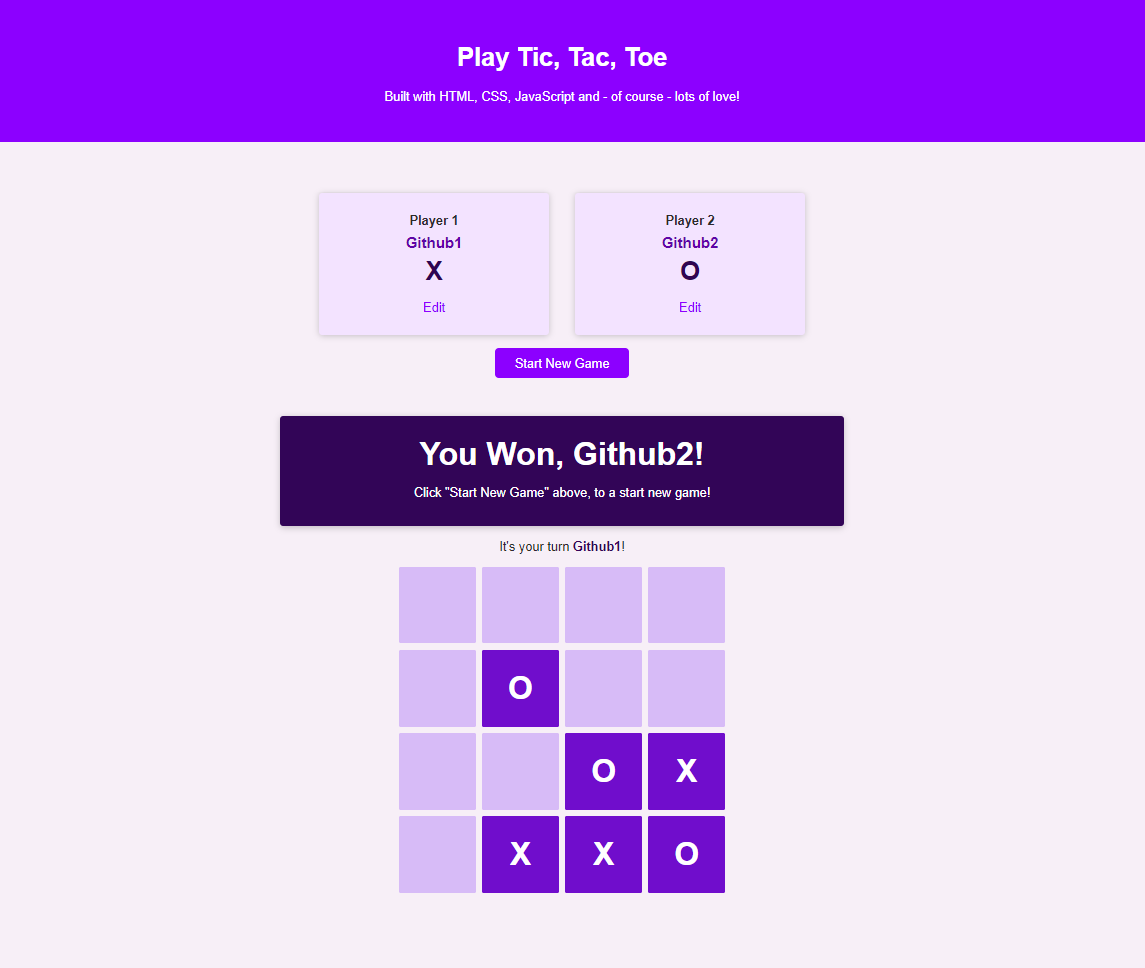 Play Tic, Tac, Toe
Built with HTML, CSS, JavaScript and - of course - lots of love!
Player 1
Github1
X
Edit
Player 2
Github2
O
Edit
Start New Game
You Won, Github2!
Click "Start New Game" above, to a start new game!
It's your turn Github1!
O
O X
X X O